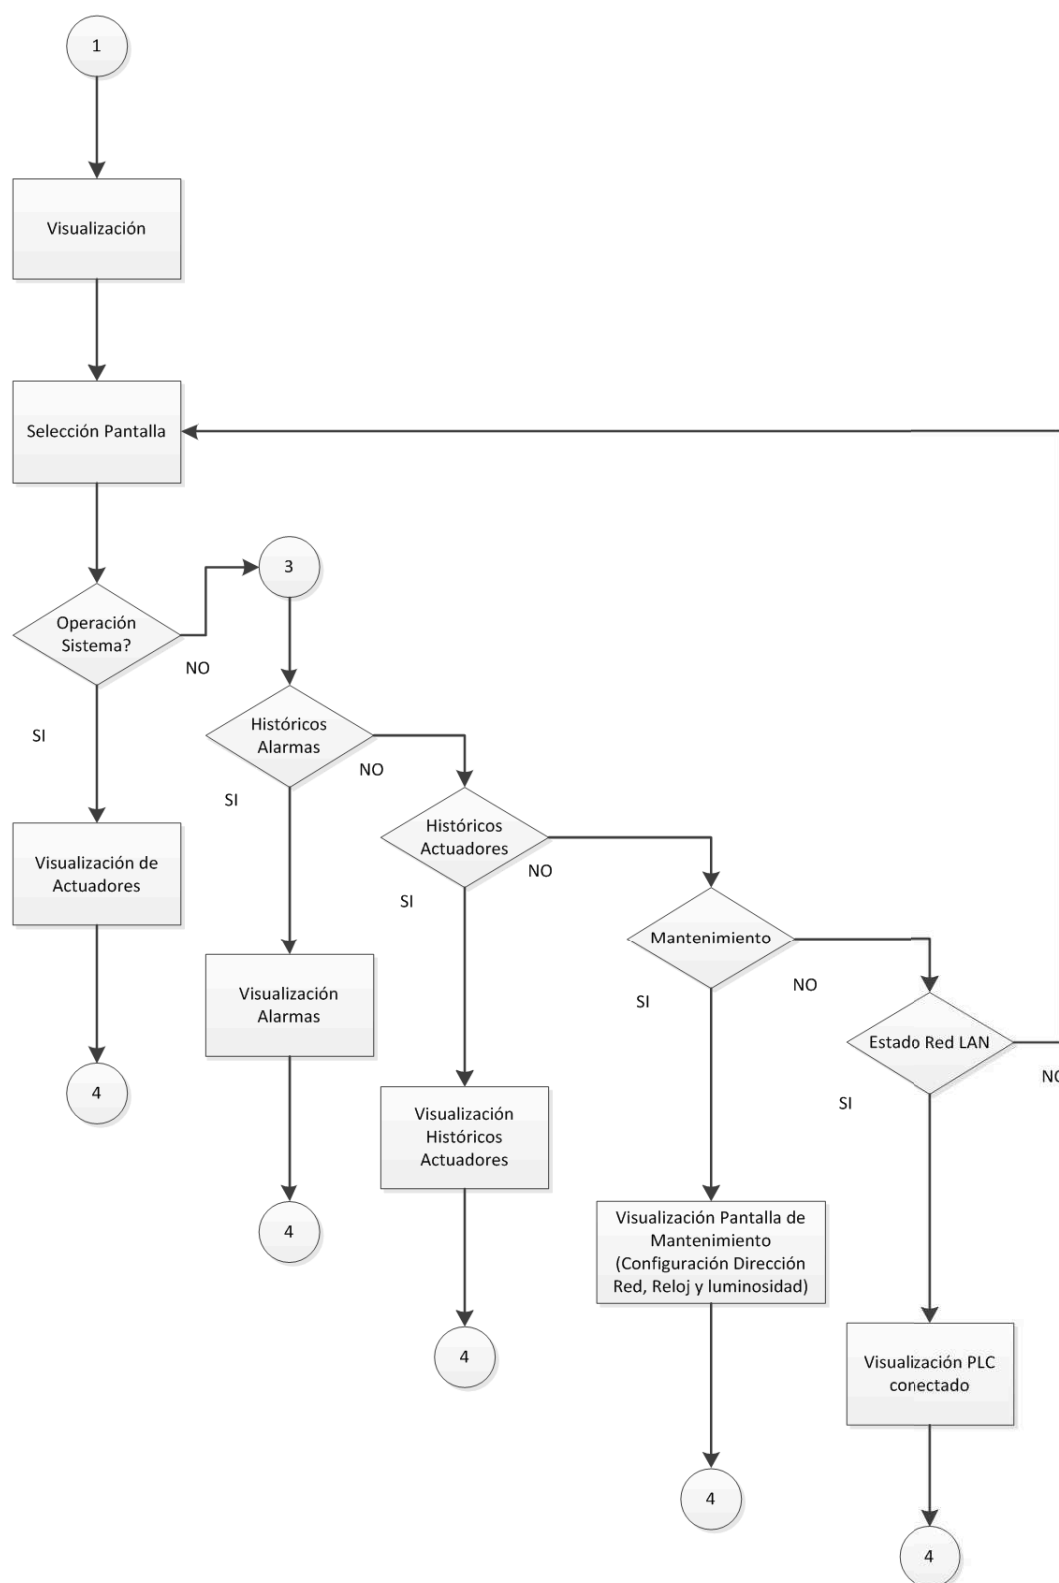 1
Visualización
Selección Pantalla
3
Operación
Sistema?
NO
SI
Históricos
Alarmas
NO
SI
Históricos
Actuadores
NO
SI
Visualización de
Actuadores
Mantenimiento
NO
SI
Visualización
Alarmas
Estado Red LAN
NO
SI
4
Visualización
Históricos
Actuadores
4
Visualización Pantalla de
Mantenimiento
(Configuración Dirección
Red, Reloj y luminosidad)
4
Visualización PLC
conectado
4
4